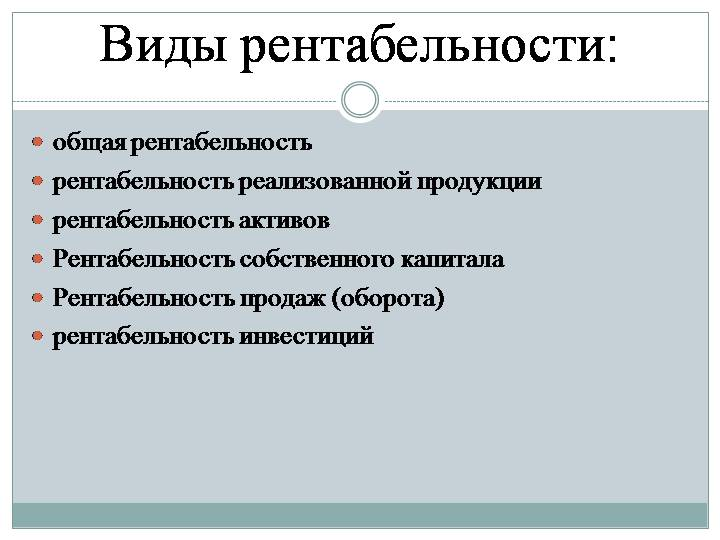 Виды рентабельности:
общая рентабельность
рентабельность реализованной продукции
рентабельность активов
Рентабельность собственного капитала
Рентабельность продаж (оборота)
рентабельность инвестиций